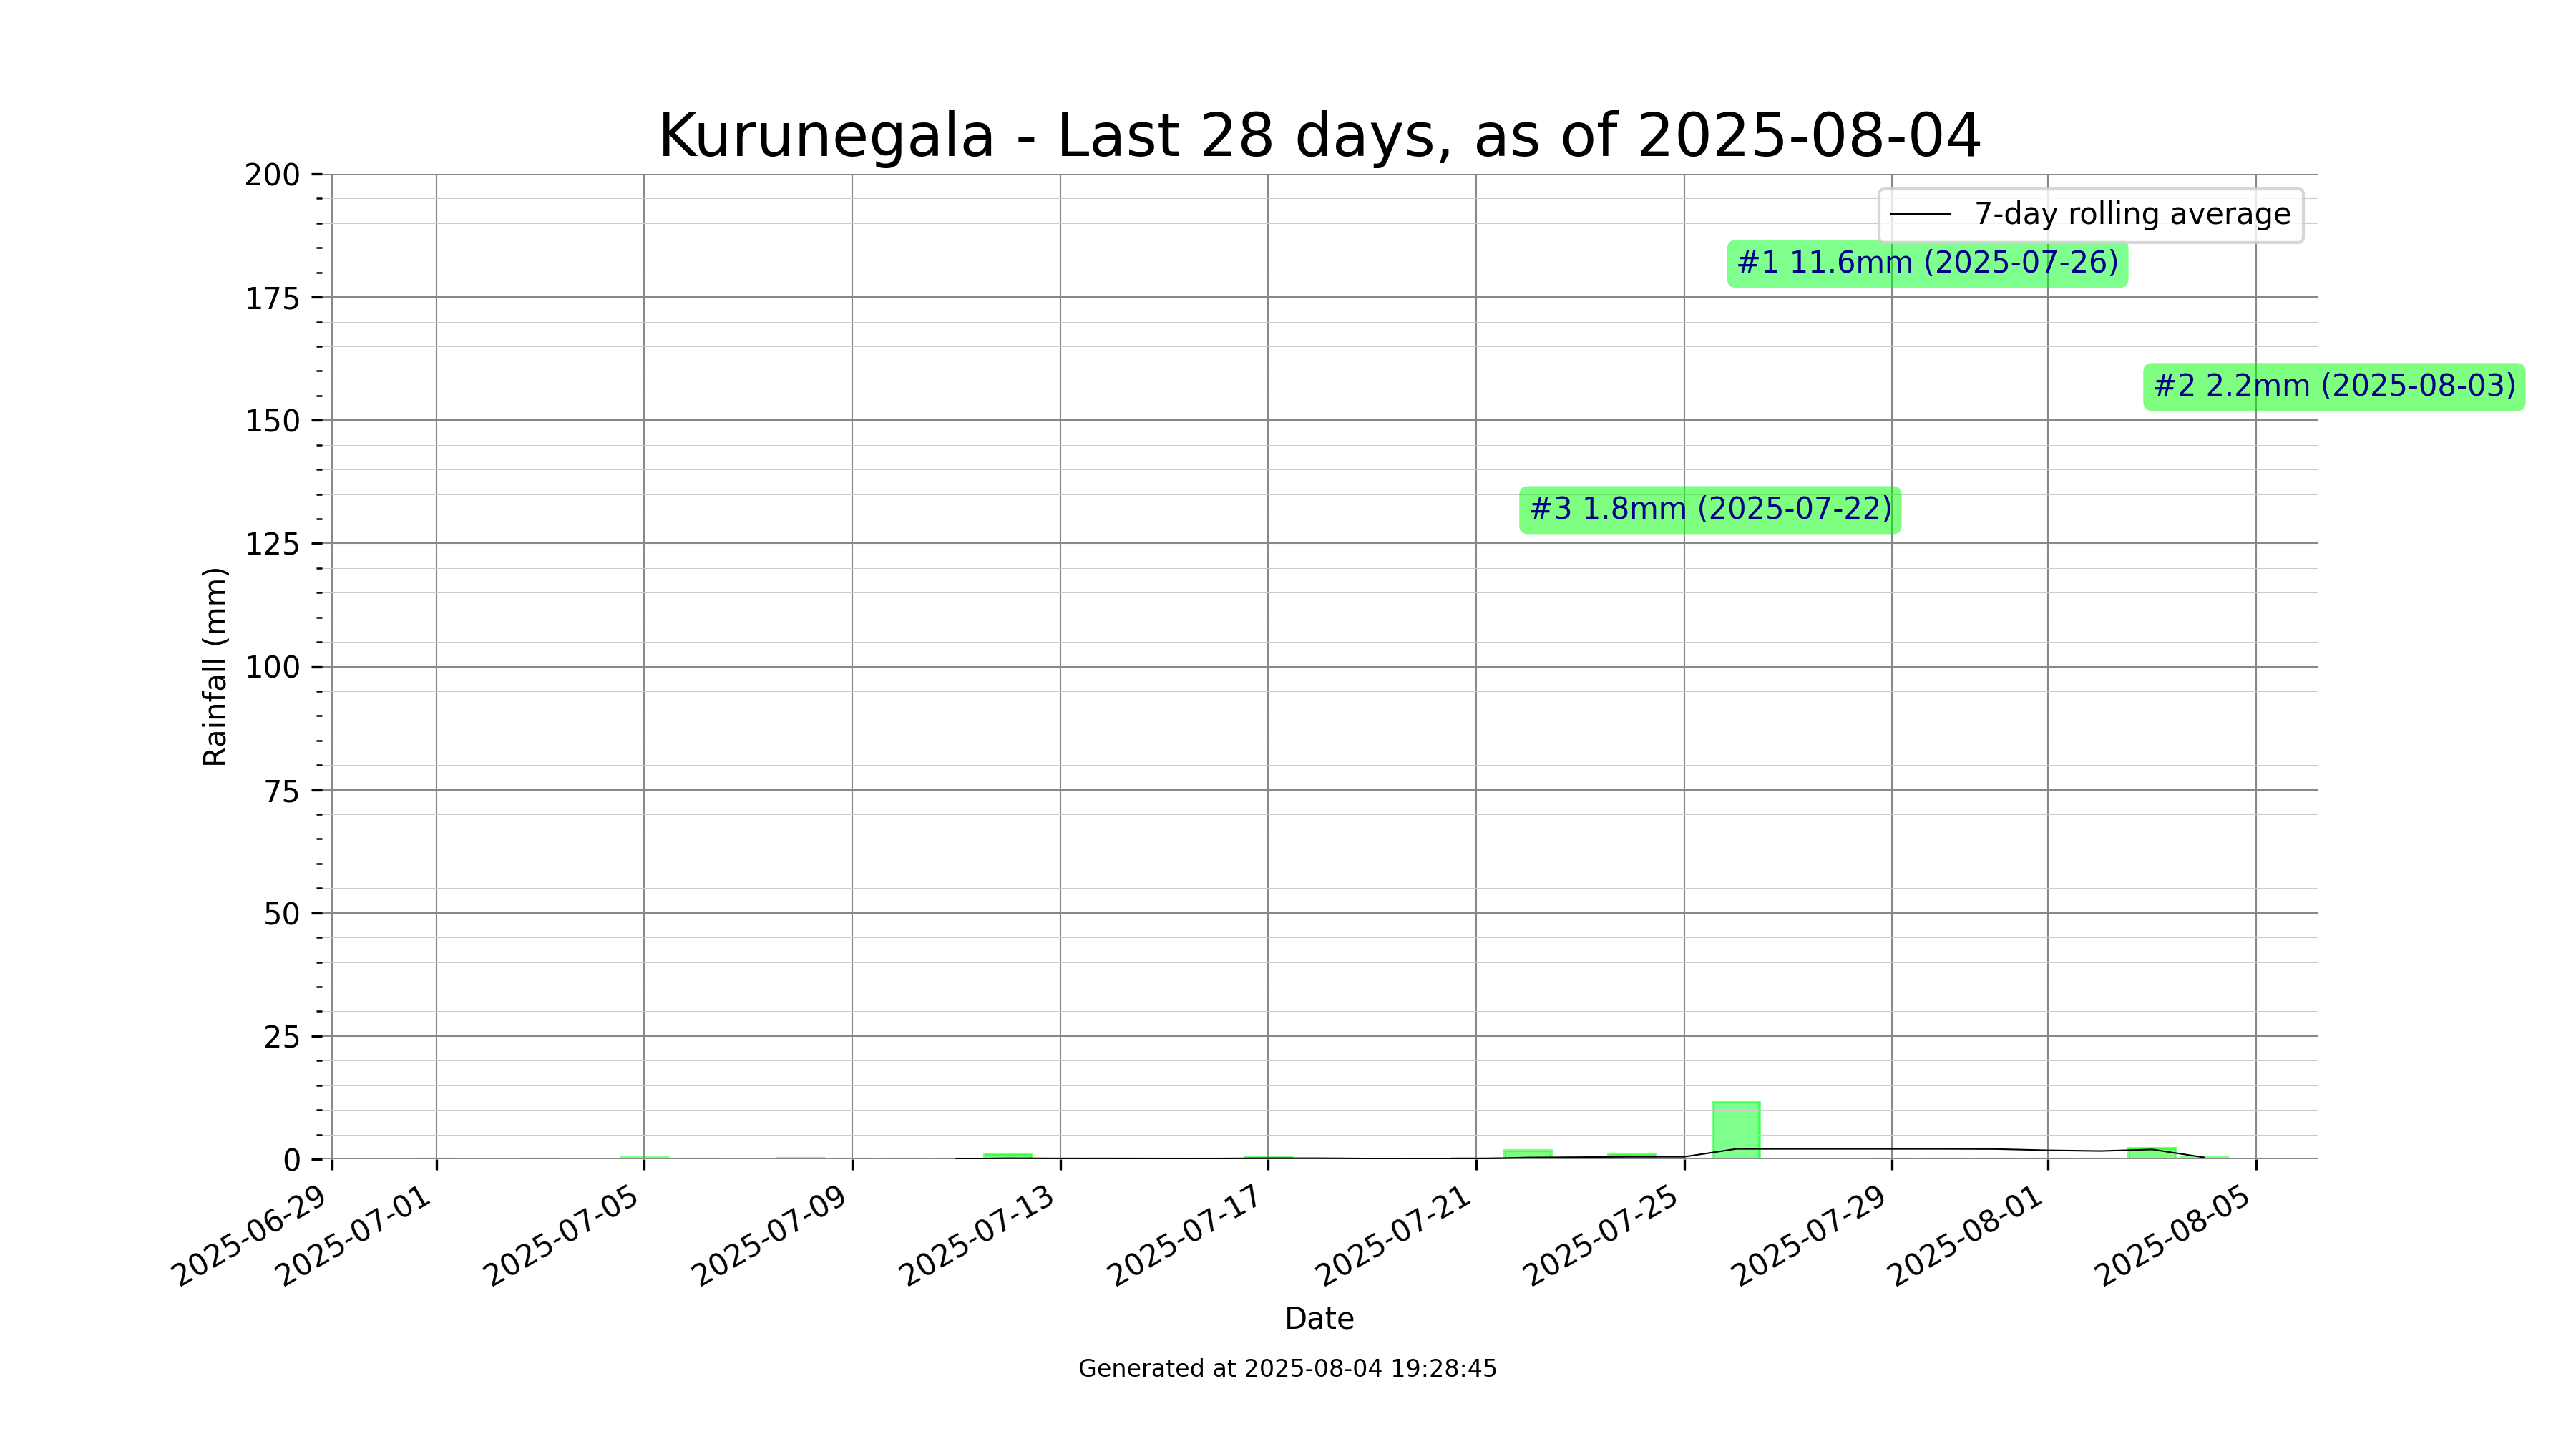 Kurunegala - Last 28 days, as of 2025-08-04
200
175
150
125
100
75
50
25
0
Rainfall (mm)
7-day rolling average
#1 11.6mm (2025-07-26)
#2 2.2mm (2025-08-03)
#3 1.8mm (2025-07-22)
2025-06-29
2025-07-01
2025-07-05
2025-07-09
2025-07-13
2025-07-17
2025-07-21
2025-07-25
2025-07-29
2025-08-01
2025-08-05
Date
Generated at 2025-08-04 19:28:45